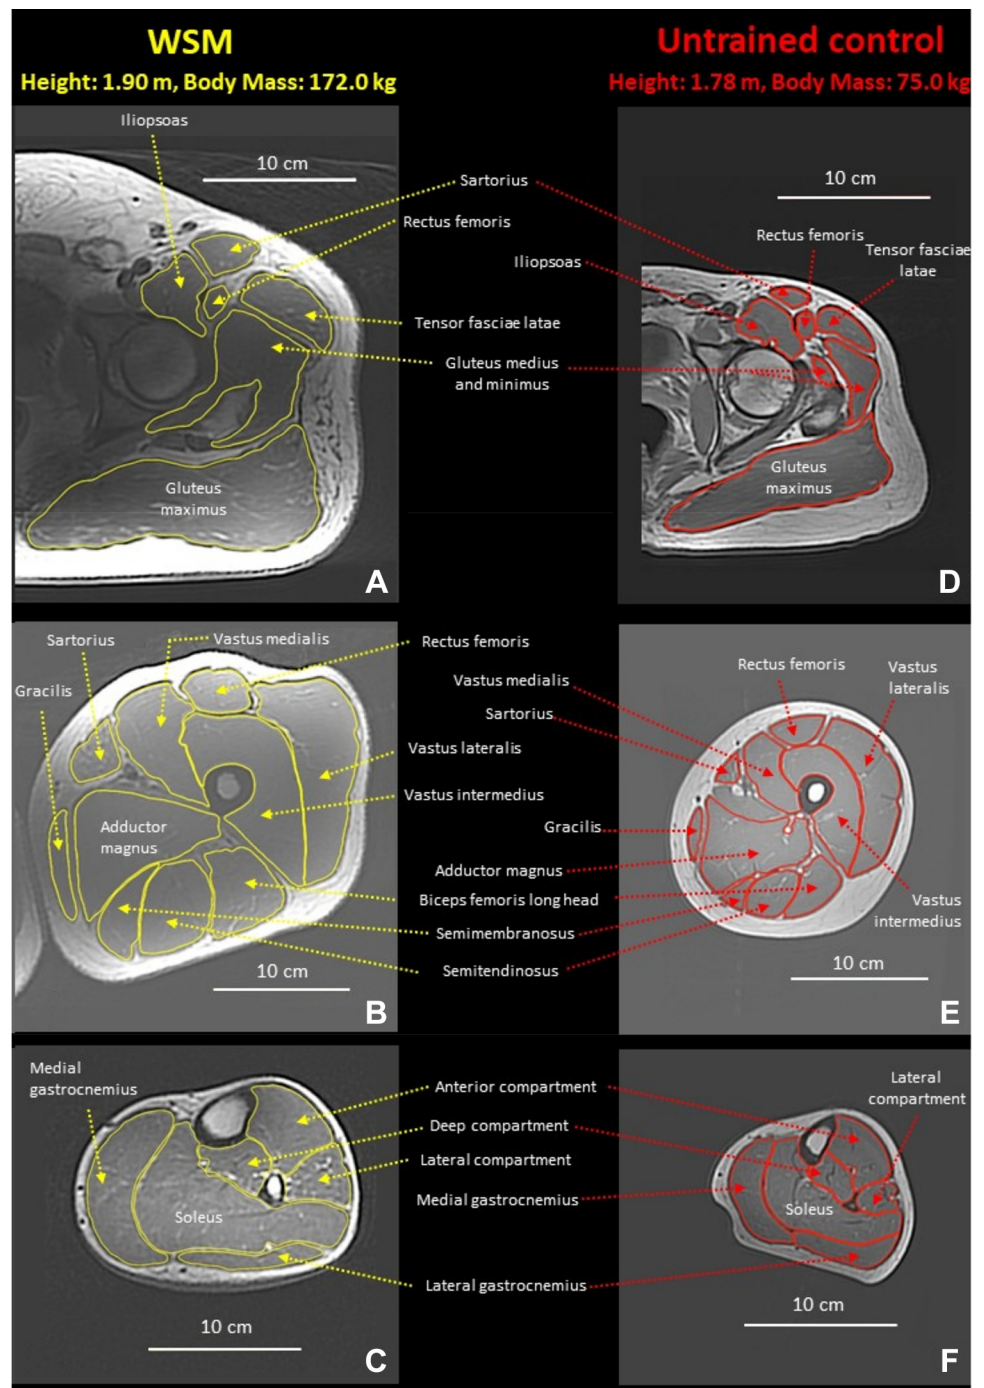 WSM
Height: 1.90 m, Body Mass: 172.0 kg
Untrained control
Height: 1.78 m, Body Mass: 75.0 kg
Iliopsoas
10 cm
Sartorius
Rectus femoris
Iliopsoas
Tensor fasciae latae
Gluteus medius
and minimus
Gluteus
maximus
A
10 cm
Rectus femoris
Tensor fasciae
latae
Gluteus
maximus
D
Sartorius
Vastus medialis
Gracilis
Adductor
magnus
10 cm
B
Rectus femoris
Vastus medialis
Sartorius
Vastus lateralis
Vastus intermedius
Gracilis
Adductor magnus
Biceps femoris long head
Semimembranosus
Semitendinosus
Rectus femoris
Vastus
lateralis
Vastus
intermedius
10 cm
E
Medial
gastrocnemius
Soleus
10 cm
C
Anterior compartment
Deep compartment
Lateral compartment
Medial gastrocnemius
Lateral gastrocnemius
Lateral
compartment
Soleus
10 cm
F